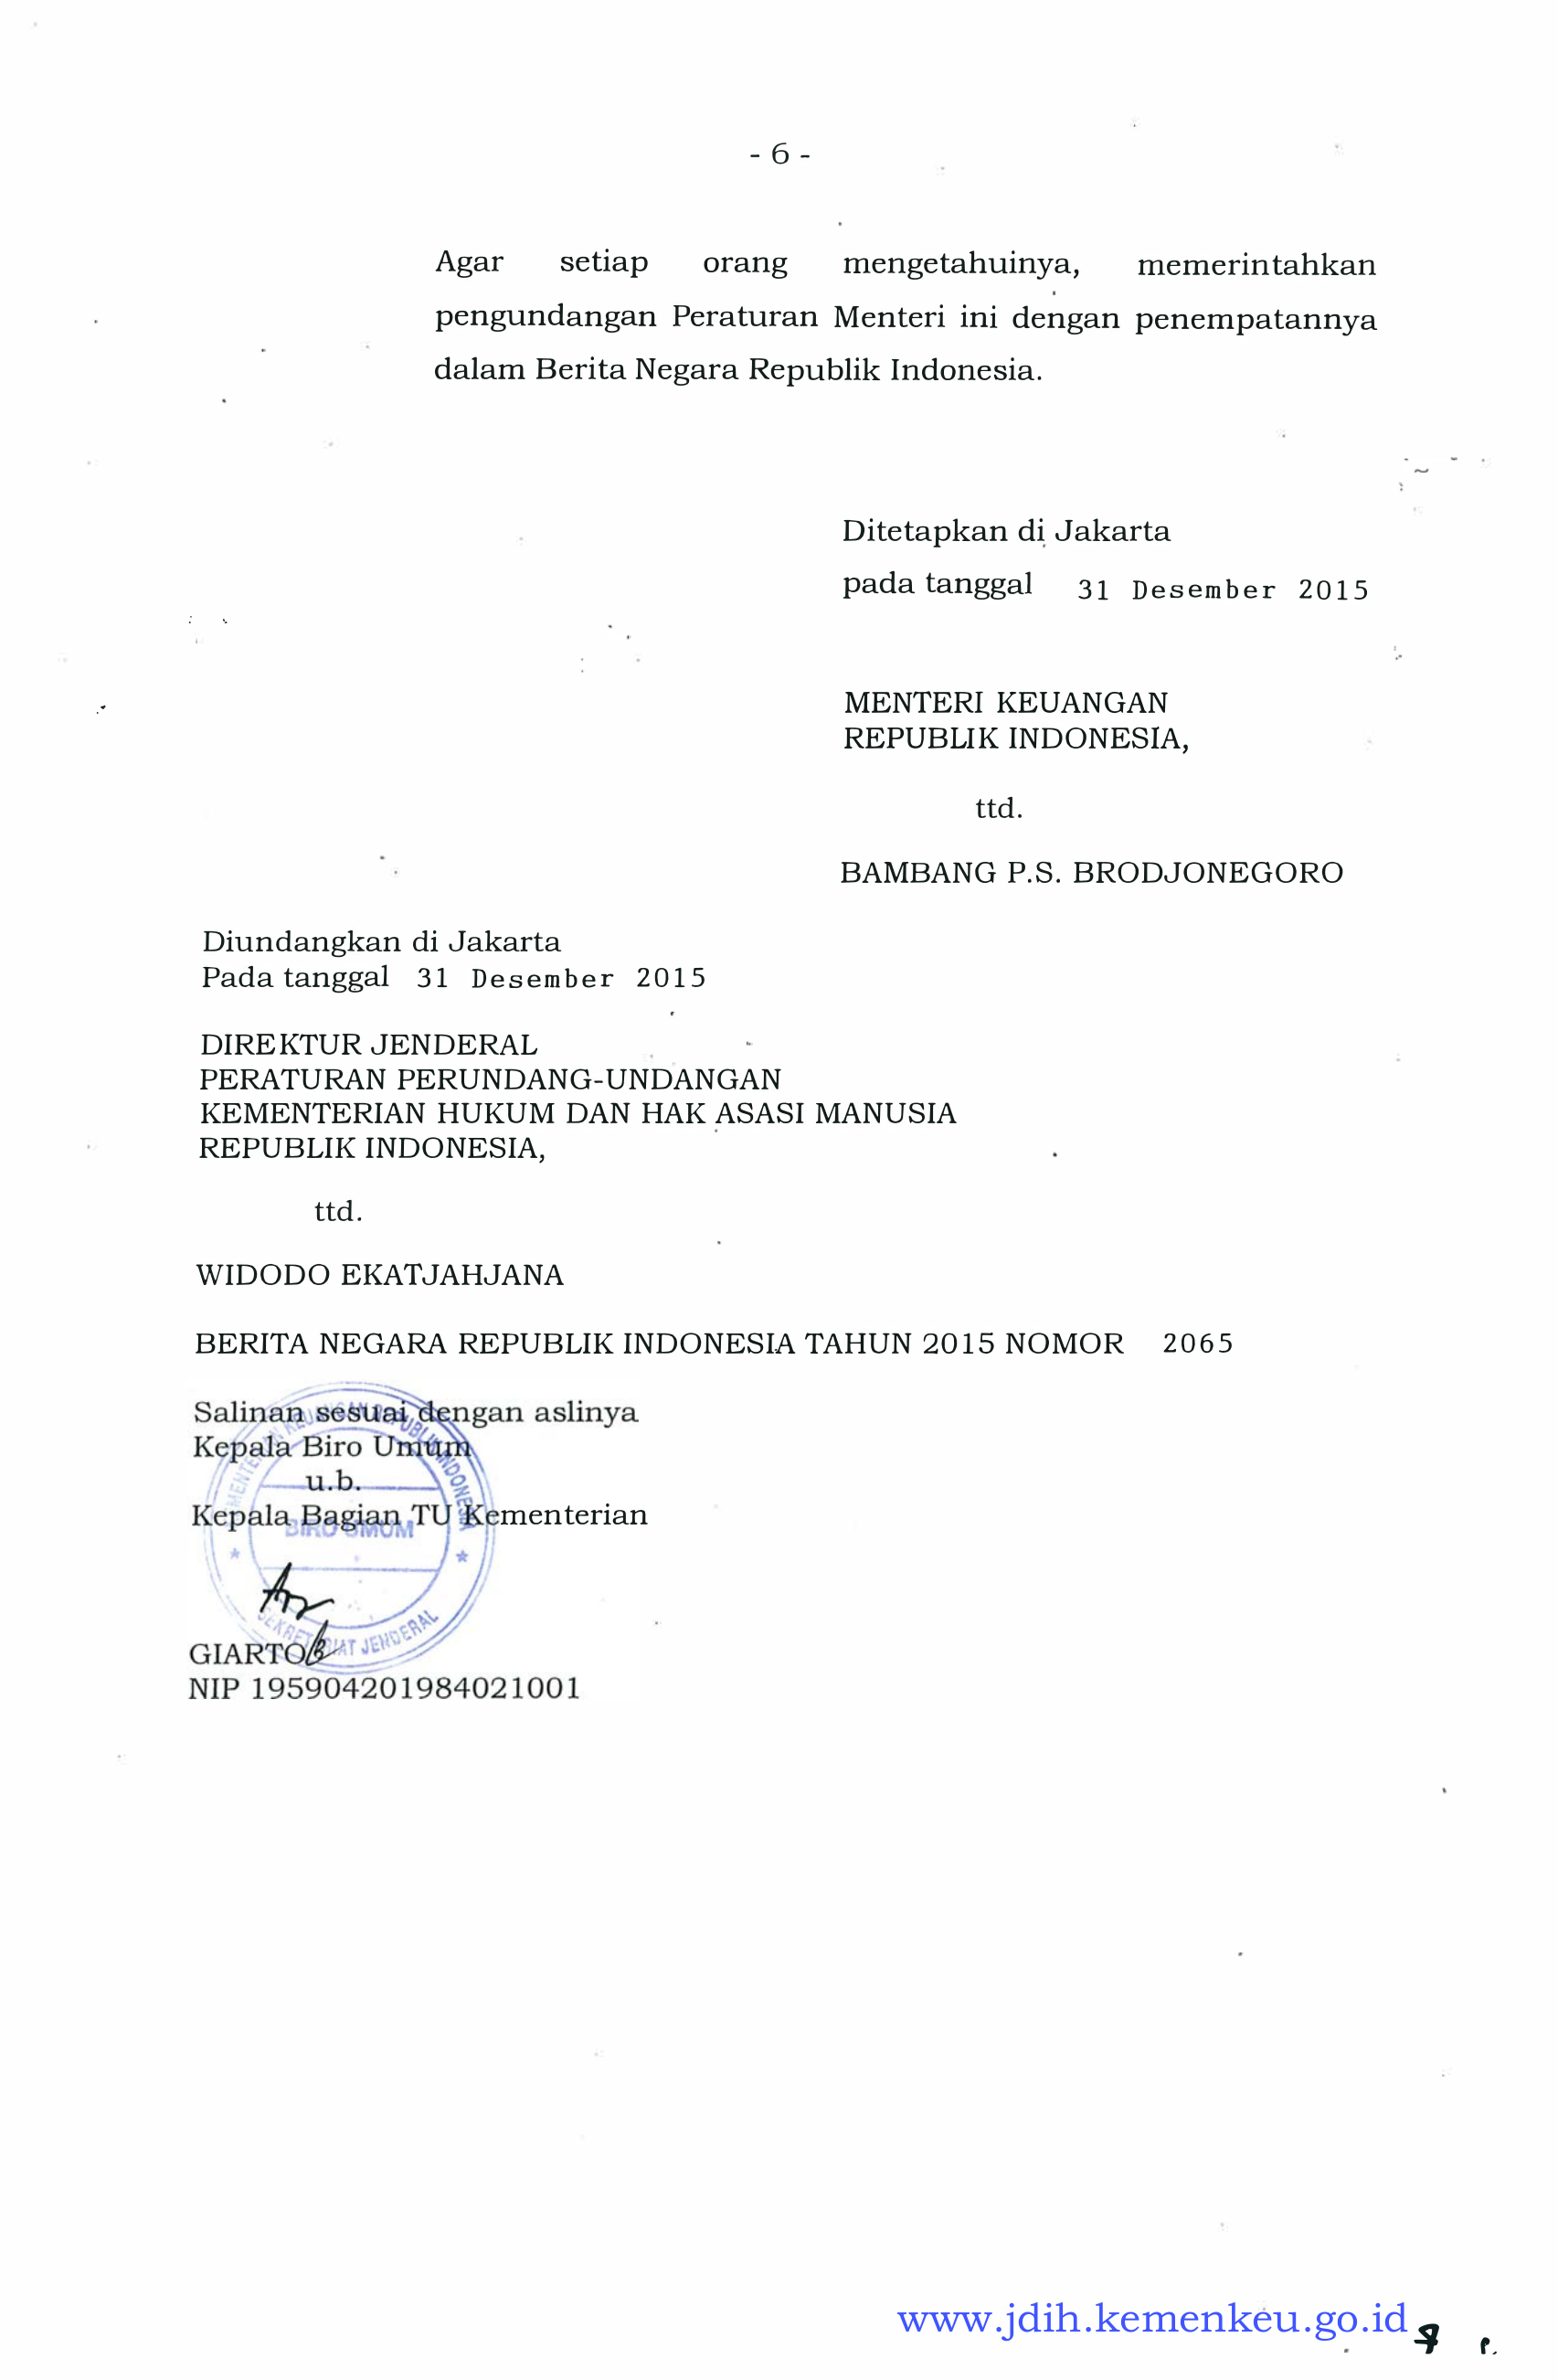 - 6 -
Agar setiap orang mengetahuinya, memerintahkan
pengundangan Peraturan Menteri ini dengan penempatannya
dalam Berita Negara Republik Indonesia.
Ditetapkan di Jakarta
pada tanggal 31 Desember 2015
MENTERI KEUANGAN
REPUBLIK INDONESIA,
ttd.
BAMBANG P.S. BRODJONEGORO
Diundangkan di Jakarta
Pada tanggal 31 Desember 2015
DIREKTUR JENDERAL
PERATURAN PERUNDANG-UNDANGAN
KEMENTERIAN HUKUM DAN HAK ASASI MANUSIA
REPUBLIK INDONESIA,
ttd.
WIDODO EKATJAHJANA
BERITA NEGARA REPUBLIK INDONESIA TAHUN 2015 NOMOR 2065
Salinan sesuai dengan aslinya
Kepala Biro Umum
u.b.
Kepala Bagian TU Kementerian
KEMENTERIAN KEUANGAN REPUBLIK INDONESIA
BIRO UMUM
SEKRETARIAT JENDERAL
GIARTO
NIP 195904201984021001
www.jdih.kemenkeu.go.id